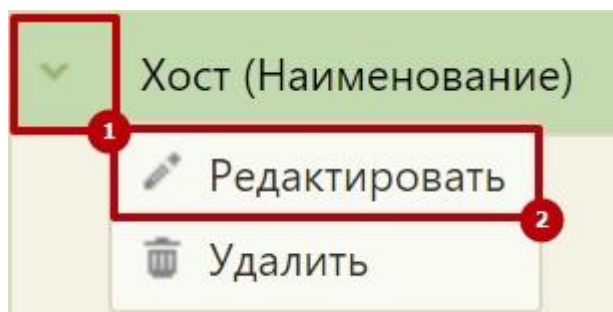 Хост (Наименование)
1
Редактировать
2
Удалить